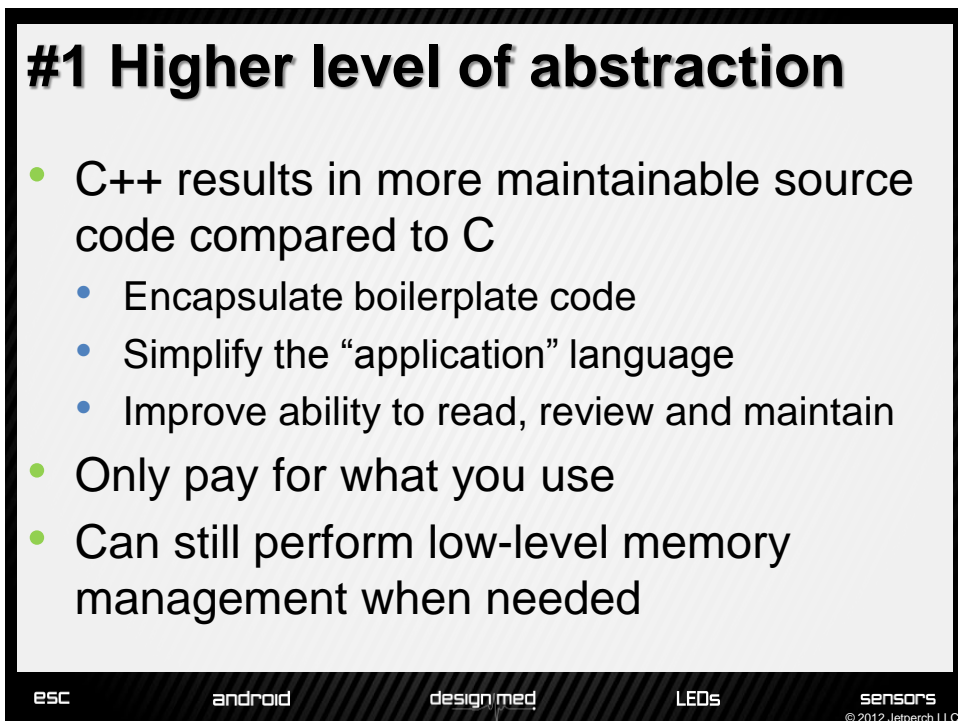 #1 Higher level of abstraction
• C++ results in more maintainable source
code compared to C
• Encapsulate boilerplate code
• Simplify the “application” language
• Improve ability to read, review and maintain
• Only pay for what you use
• Can still perform low-level memory
management when needed
esc android designmed LEDs sensors
© 2012 Jetperch LLC